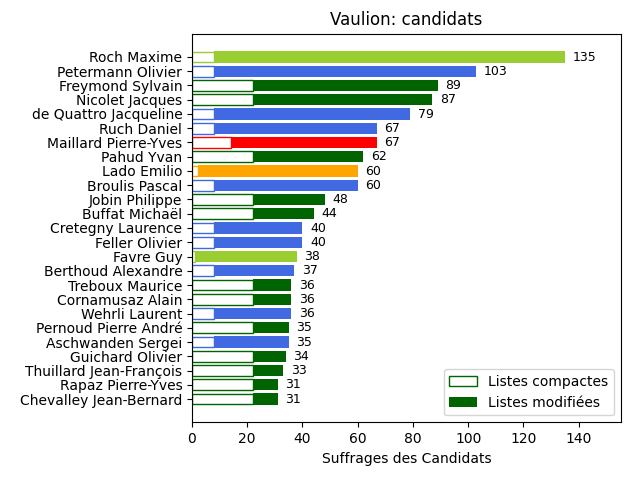 Vaulion: candidats
Roch Maxime 135
Petermann Olivier 103
Freymond Sylvain 89
Nicolet Jacques 87
de Quattro Jacqueline 79
Ruch Daniel 67
Maillard Pierre-Yves 67
Pahud Yvan 62
Lado Emilio 60
Broulis Pascal 60
Jobin Philippe 48
Buffat Michaël 44
Cretegny Laurence 40
Feller Olivier 40
Favre Guy 38
Berthoud Alexandre 37
Treboux Maurice 36
Cornamusaz Alain 36
Wehrli Laurent 36
Pernoud Pierre André 35
Aschwanden Sergei 35
Guichard Olivier 34
Thuillard Jean-François 33
Rapaz Pierre-Yves 31
Chevalley Jean-Bernard 31
Listes compactes
Listes modifiées
0 20 40 60 80 100 120 140
Suffrages des Candidats